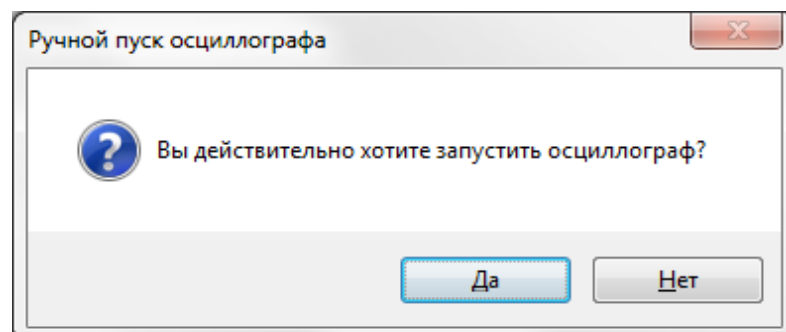 Ручной пуск осциллографа
Вы действительно хотите запустить осциллограф?
Да Нет